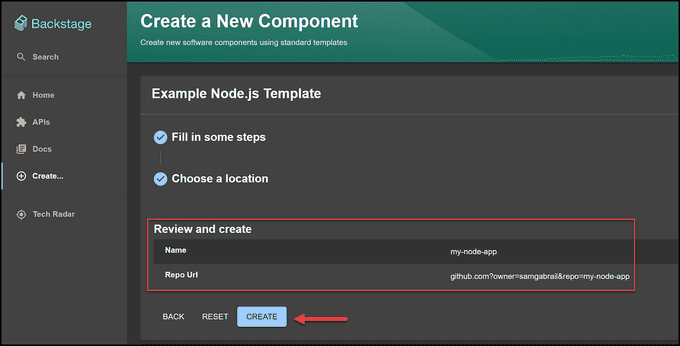 Backstage
Search
Home
APIs
Docs
Create...
Tech Radar
Create a New Component
Create new software components using standard templates
Example Node.js Template
Fill in some steps
Choose a location
Review and create
Name my-node-app
Repo Url github.com?owner=samgabrail&repo=my-node-app
BACK RESET CREATE